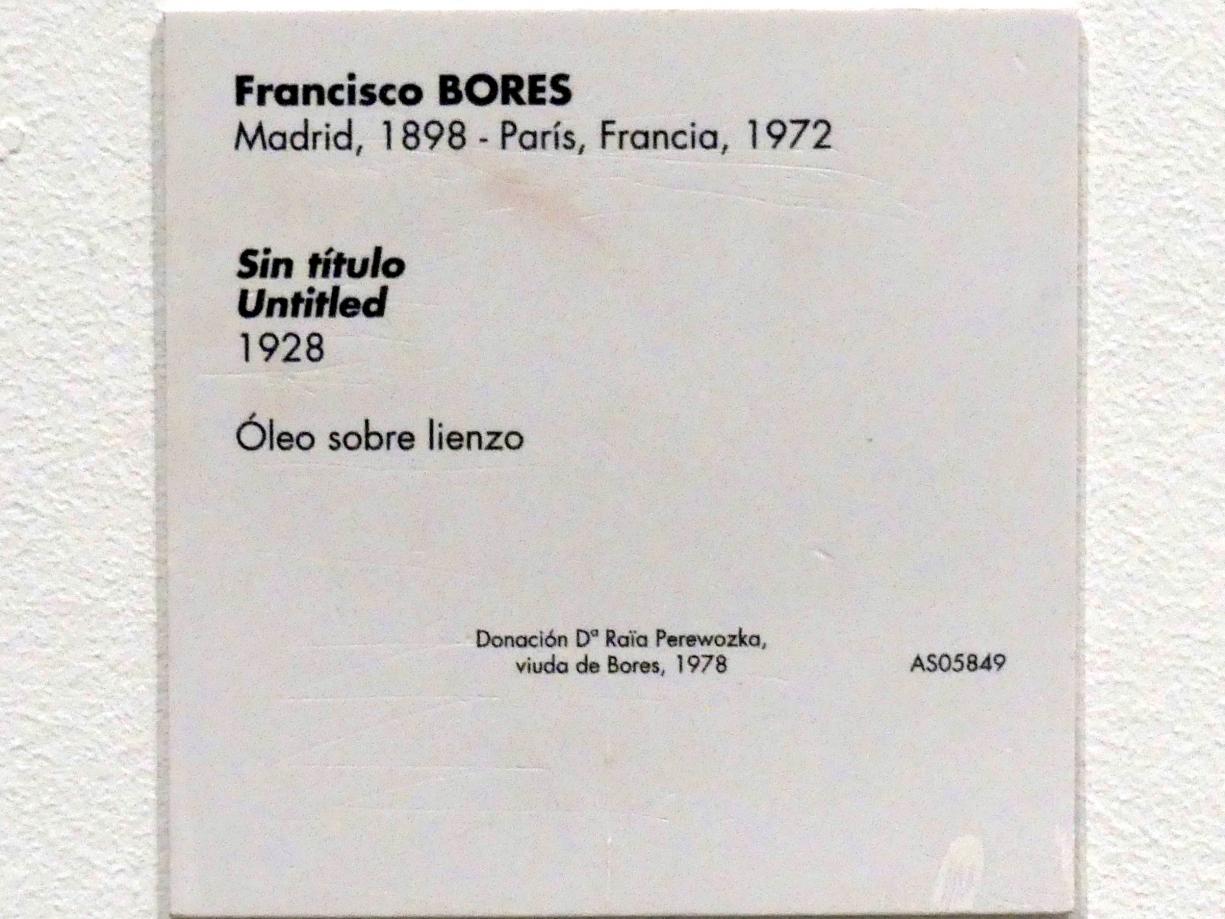 Francisco BORES
Madrid, 1898 - París, Francia, 1972
Sin título
Untitled
1928
Óleo sobre lienzo
Donación Dª Raïa Perewozka,
viuda de Bores, 1978
AS05849